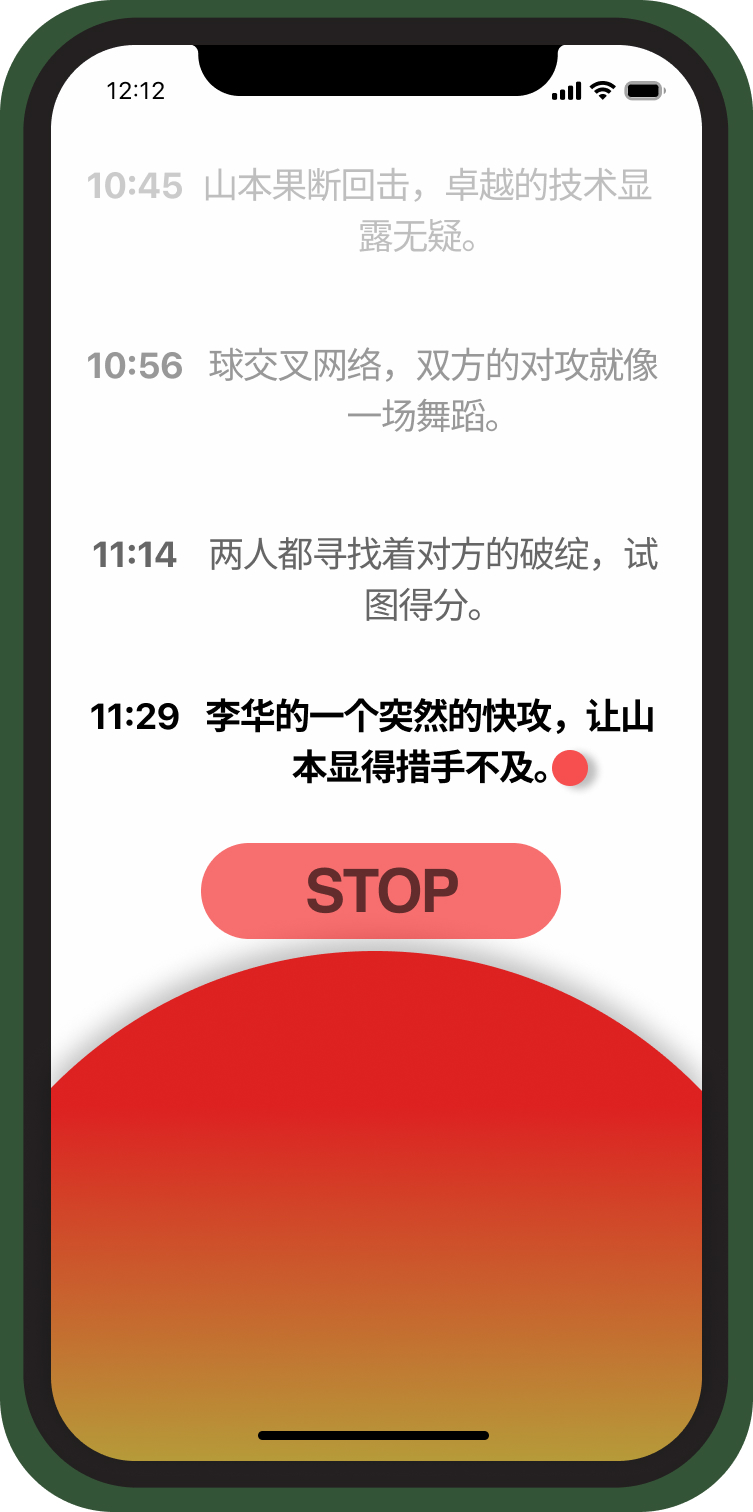 12:12
10:45 山本果断回击，卓越的技术显
露无疑。
10:56 球交叉网络，双方的对攻就像
一场舞蹈。
11:14 两人都寻找着对方的破绽，试
图得分。
11:29 李华的一个突然的快攻，让山
本显得措手不及。
STOP